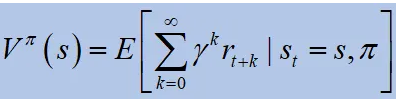 V^π(s) = E[∑_{k=0}^{∞} γ^k r_{t+k} | s_t = s, π]